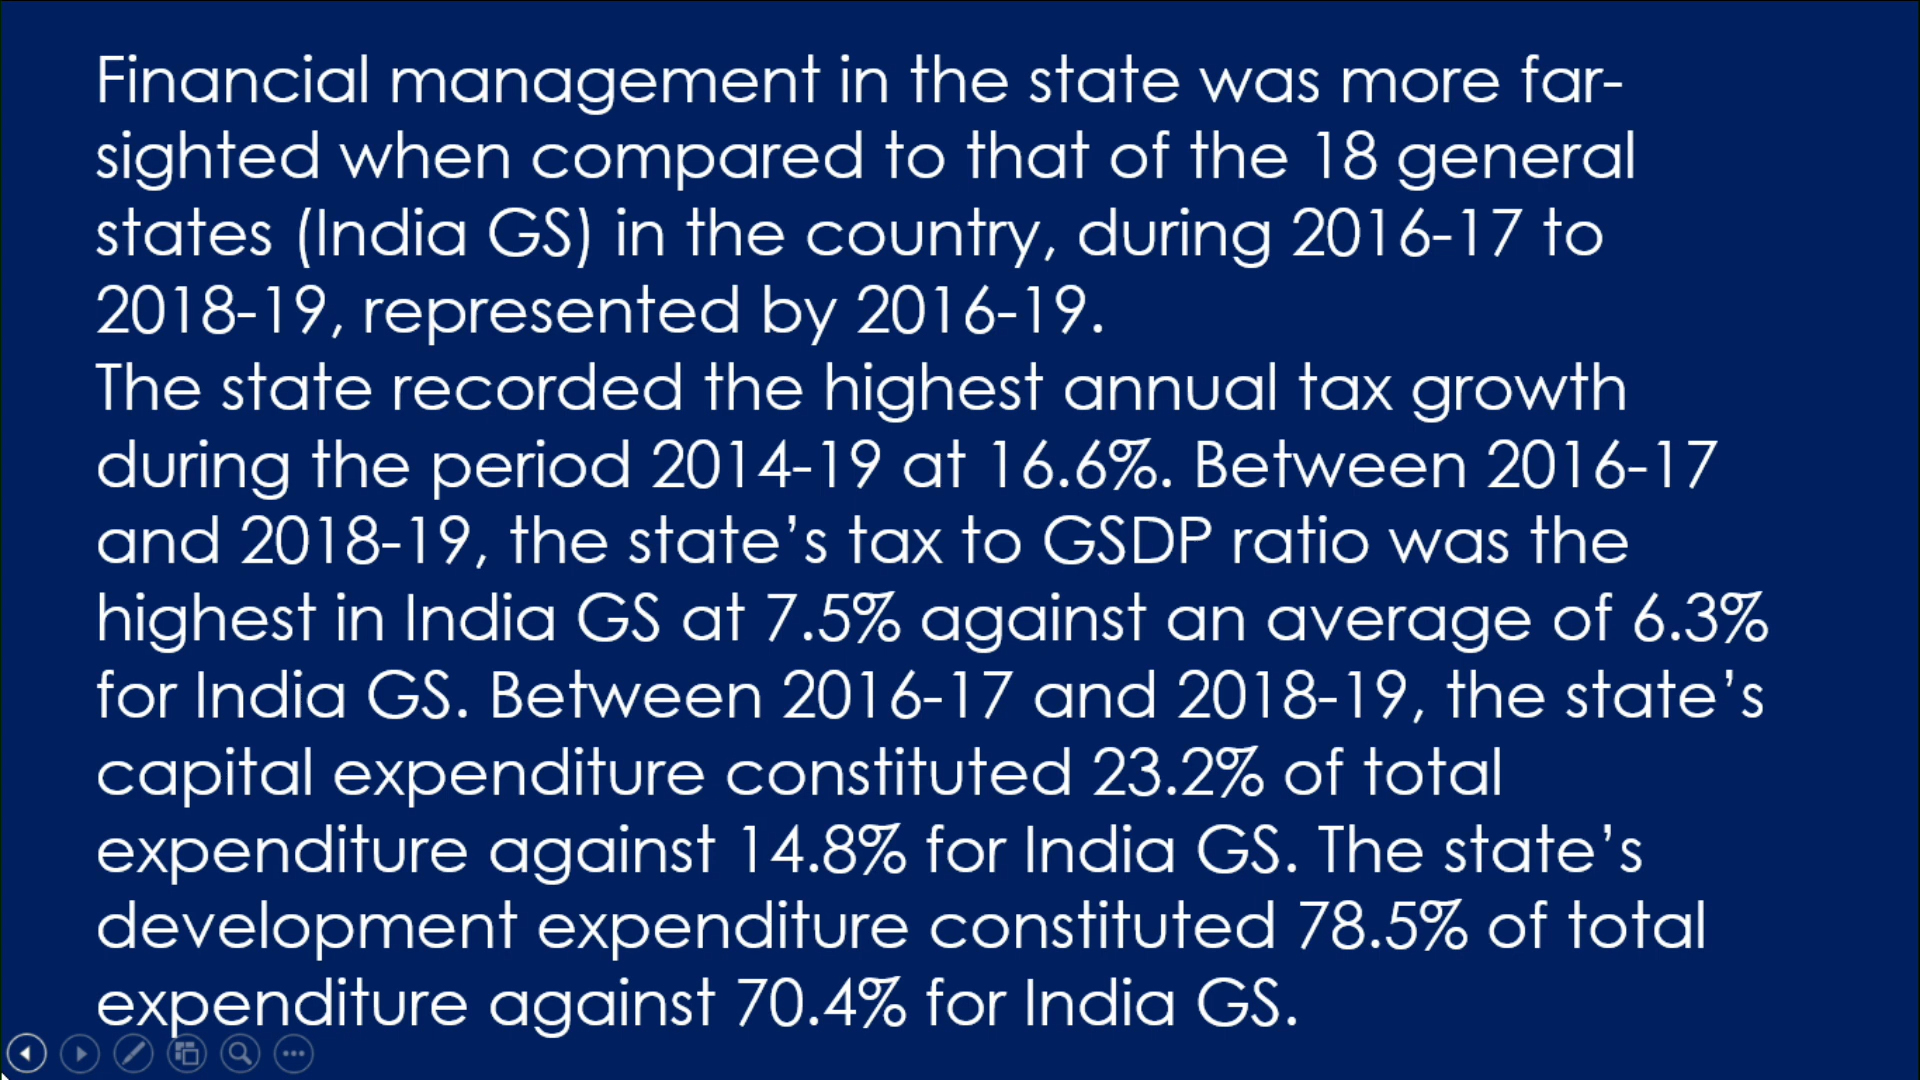 Financial management in the state was more far-
sighted when compared to that of the 18 general
states (India GS) in the country, during 2016-17 to
2018-19, represented by 2016-19.
The state recorded the highest annual tax growth
during the period 2014-19 at 16.6%. Between 2016-17
and 2018-19, the state’s tax to GSDP ratio was the
highest in India GS at 7.5% against an average of 6.3%
for India GS. Between 2016-17 and 2018-19, the state’s
capital expenditure constituted 23.2% of total
expenditure against 14.8% for India GS. The state’s
development expenditure constituted 78.5% of total
expenditure against 70.4% for India GS.